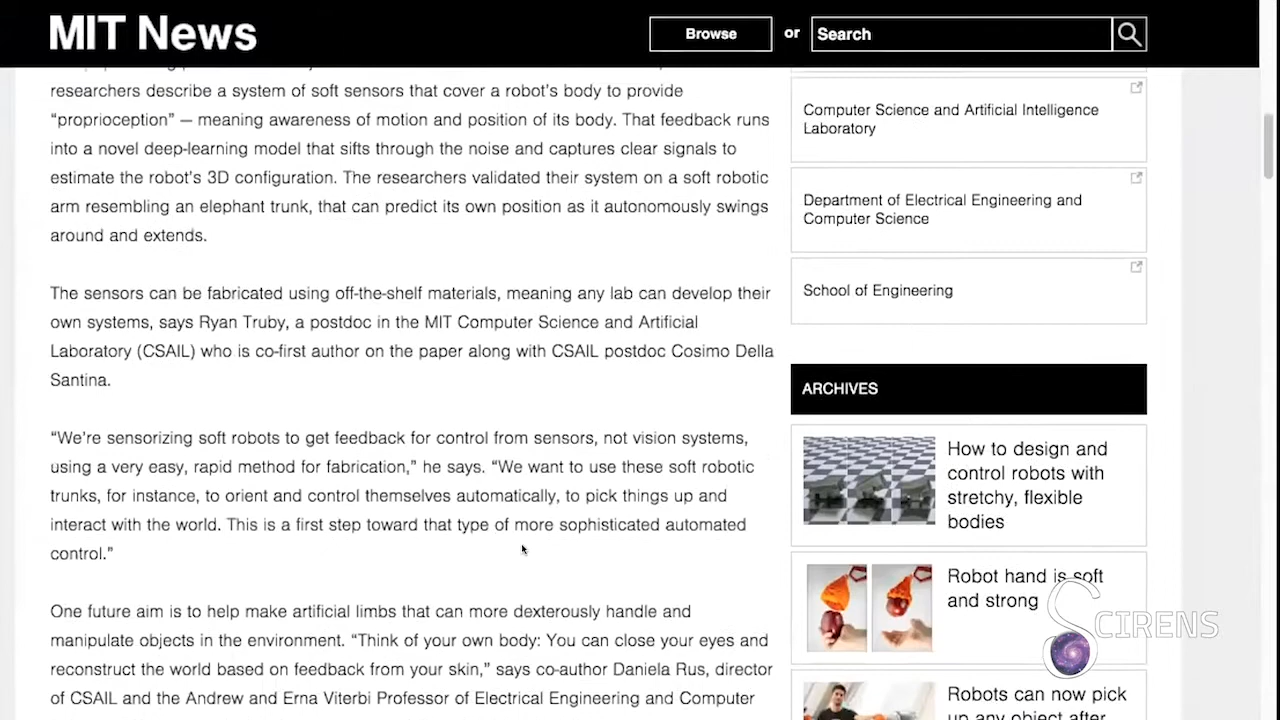 MIT News
Browse
or
Search
researchers describe a system of soft sensors that cover a robot's body to provide
“proprioception” — meaning awareness of motion and position of its body. That feedback runs
into a novel deep-learning model that sifts through the noise and captures clear signals to
estimate the robot's 3D configuration. The researchers validated their system on a soft robotic
arm resembling an elephant trunk, that can predict its own position as it autonomously swings
around and extends.
The sensors can be fabricated using off-the-shelf materials, meaning any lab can develop their
own systems, says Ryan Truby, a postdoc in the MIT Computer Science and Artificial
Laboratory (CSAIL) who is co-first author on the paper along with CSAIL postdoc Cosimo Della
Santina.
“We're sensorizing soft robots to get feedback for control from sensors, not vision systems,
using a very easy, rapid method for fabrication,” he says. “We want to use these soft robotic
trunks, for instance, to orient and control themselves automatically, to pick things up and
interact with the world. This is a first step toward that type of more sophisticated automated
control.”
One future aim is to help make artificial limbs that can more dexterously handle and
manipulate objects in the environment. “Think of your own body: You can close your eyes and
reconstruct the world based on feedback from your skin,” says co-author Daniela Rus, director
of CSAIL and the Andrew and Erna Viterbi Professor of Electrical Engineering and Computer
Computer Science and Artificial Intelligence
Laboratory
Department of Electrical Engineering and
Computer Science
School of Engineering
ARCHIVES
How to design and
control robots with
stretchy, flexible
bodies
Robot hand is soft
and strong
Robots can now pick
up any object after
SCIRENS